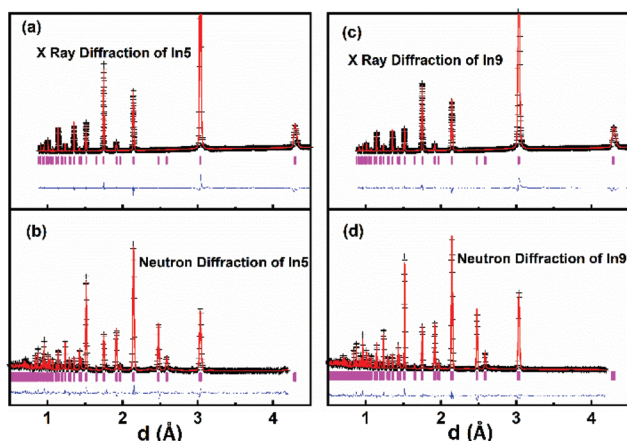 (a)
X Ray Diffraction of In5
(c)
X Ray Diffraction of In9
(b)
Neutron Diffraction of In5
(d)
Neutron Diffraction of In9
1 2 3 4
1 2 3 4
d (Å)
d (Å)